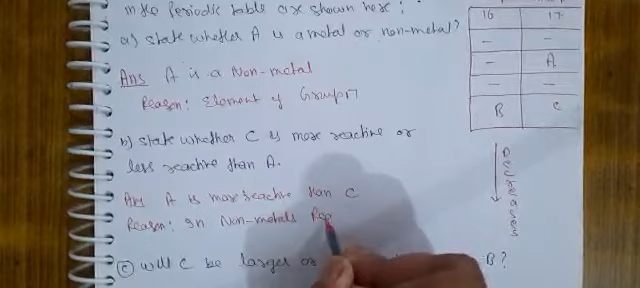 in the Periodic table are shown here:
a) state whether A is a metal or non-metal?
Ans A is a Non-metal
Reason: Element of Group 17
b) state whether C is more reactive or
less reactive than A.
Ans A is more reactive than C
Reason: In Non-metals Rea
c) will C be larger or B?
16 17
- -
- A
- -
B C
Decreases